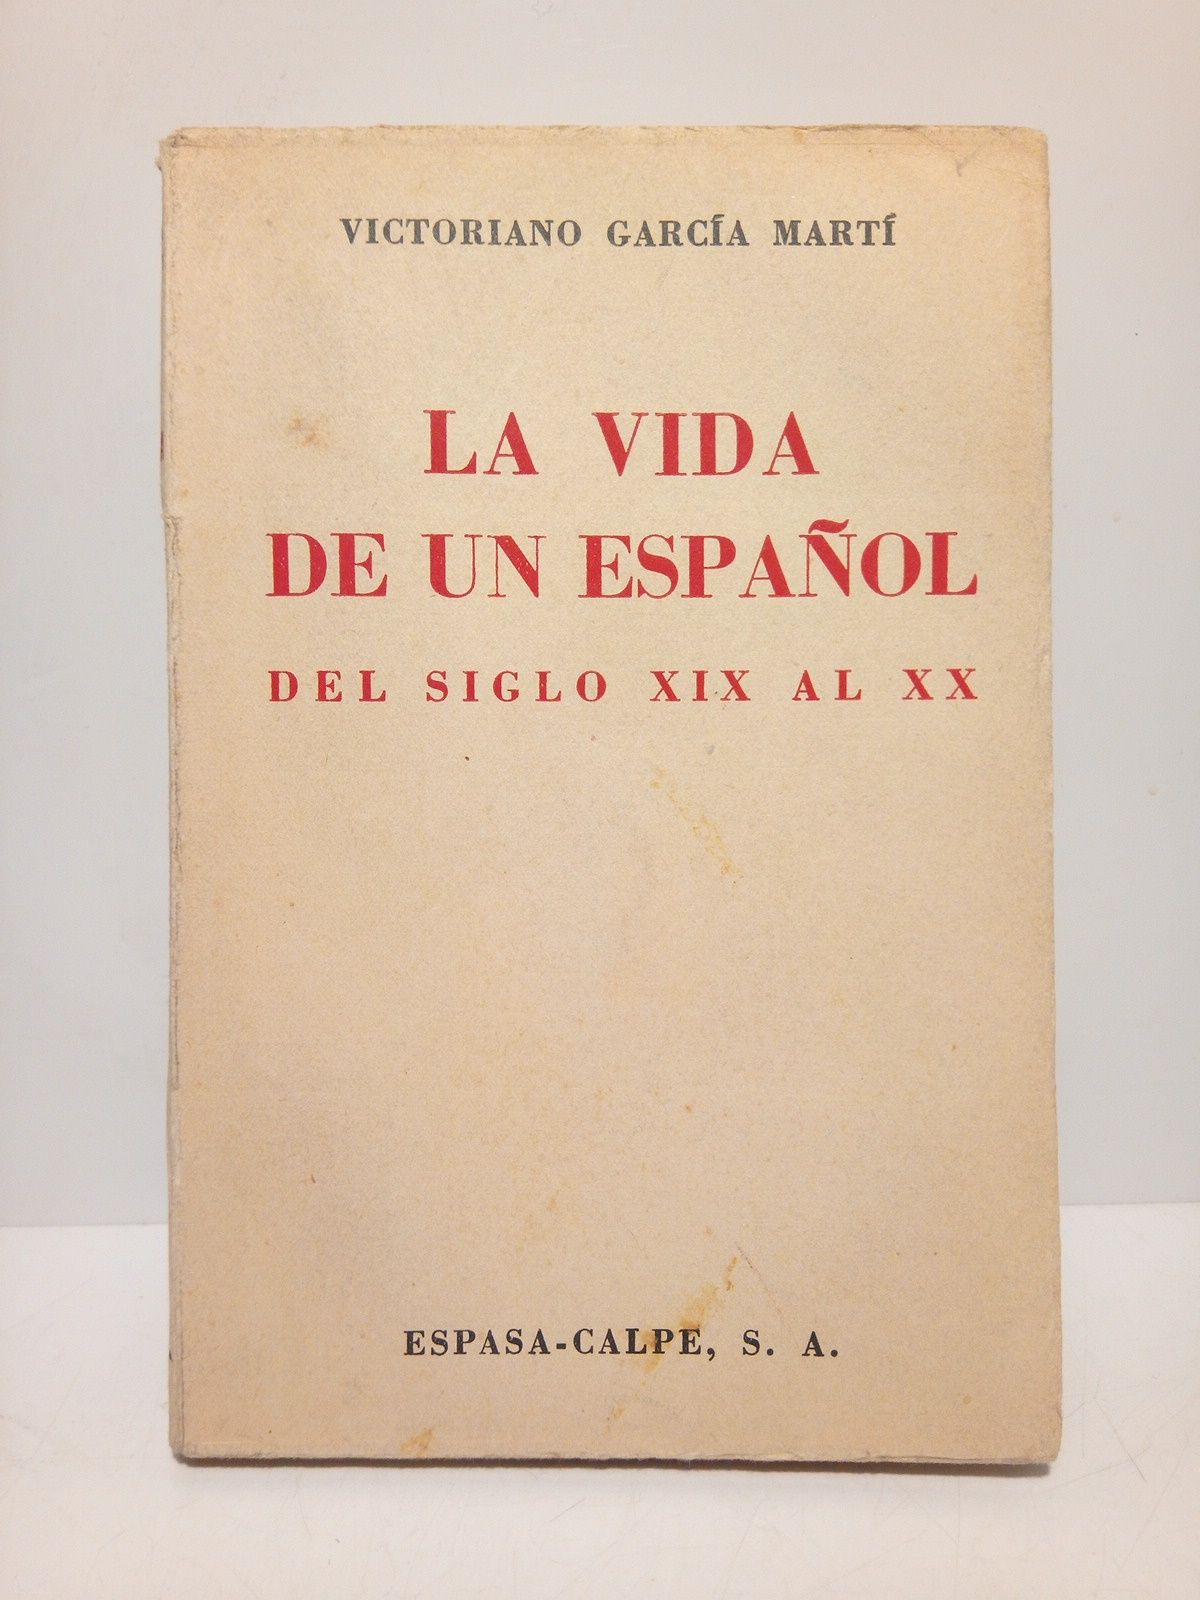 VICTORIANO GARCÍA MARTÍ
LA VIDA
DE UN ESPAÑOL
DEL SIGLO XIX AL XX
ESPASA-CALPE, S. A.